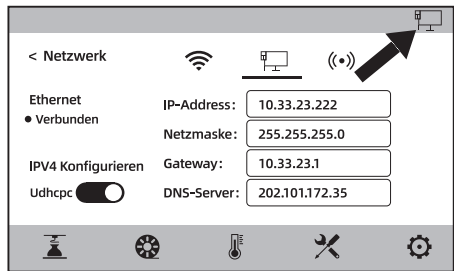 < Netzwerk
Ethernet
• Verbunden
IP-Address: 10.33.23.222
Netzmaske: 255.255.255.0
IPV4 Konfigurieren
Gateway: 10.33.23.1
Udhcpc
DNS-Server: 202.101.172.35